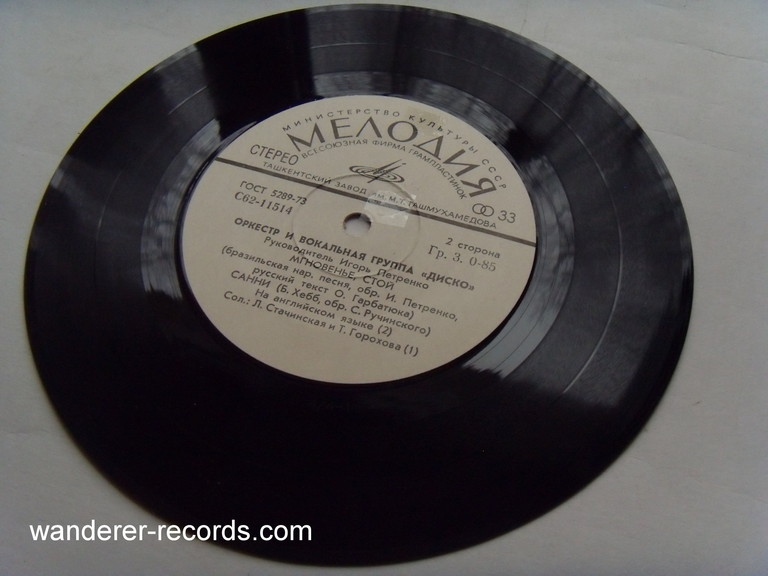 МИНИСТЕРСТВО КУЛЬТУРЫ СССР
МЕЛОДИЯ
СТЕРЕО ВСЕСОЮЗНАЯ ФИРМА ГРАМПЛАСТИНОК 33
ТАШКЕНТСКИЙ ЗАВОД им. М.Т. ТАШМУХАМЕДОВА
ГОСТ 5289-73 2 сторона
С62-11514 Гр. 3. 0-85
ОРКЕСТР И ВОКАЛЬНАЯ ГРУППА «ДИСКО»
Руководитель Игорь Петренко
МГНОВЕНЬЕ, СТОЙ
(бразильская нар. песня, обр. И. Петренко,
русский текст О. Гарбатюка)
САННИ (Б. Хебб, обр. С. Ручинского)
На английском языке (2)
Сол.: Л. Стачинская и Т. Горохова (1)
wanderer-records.com